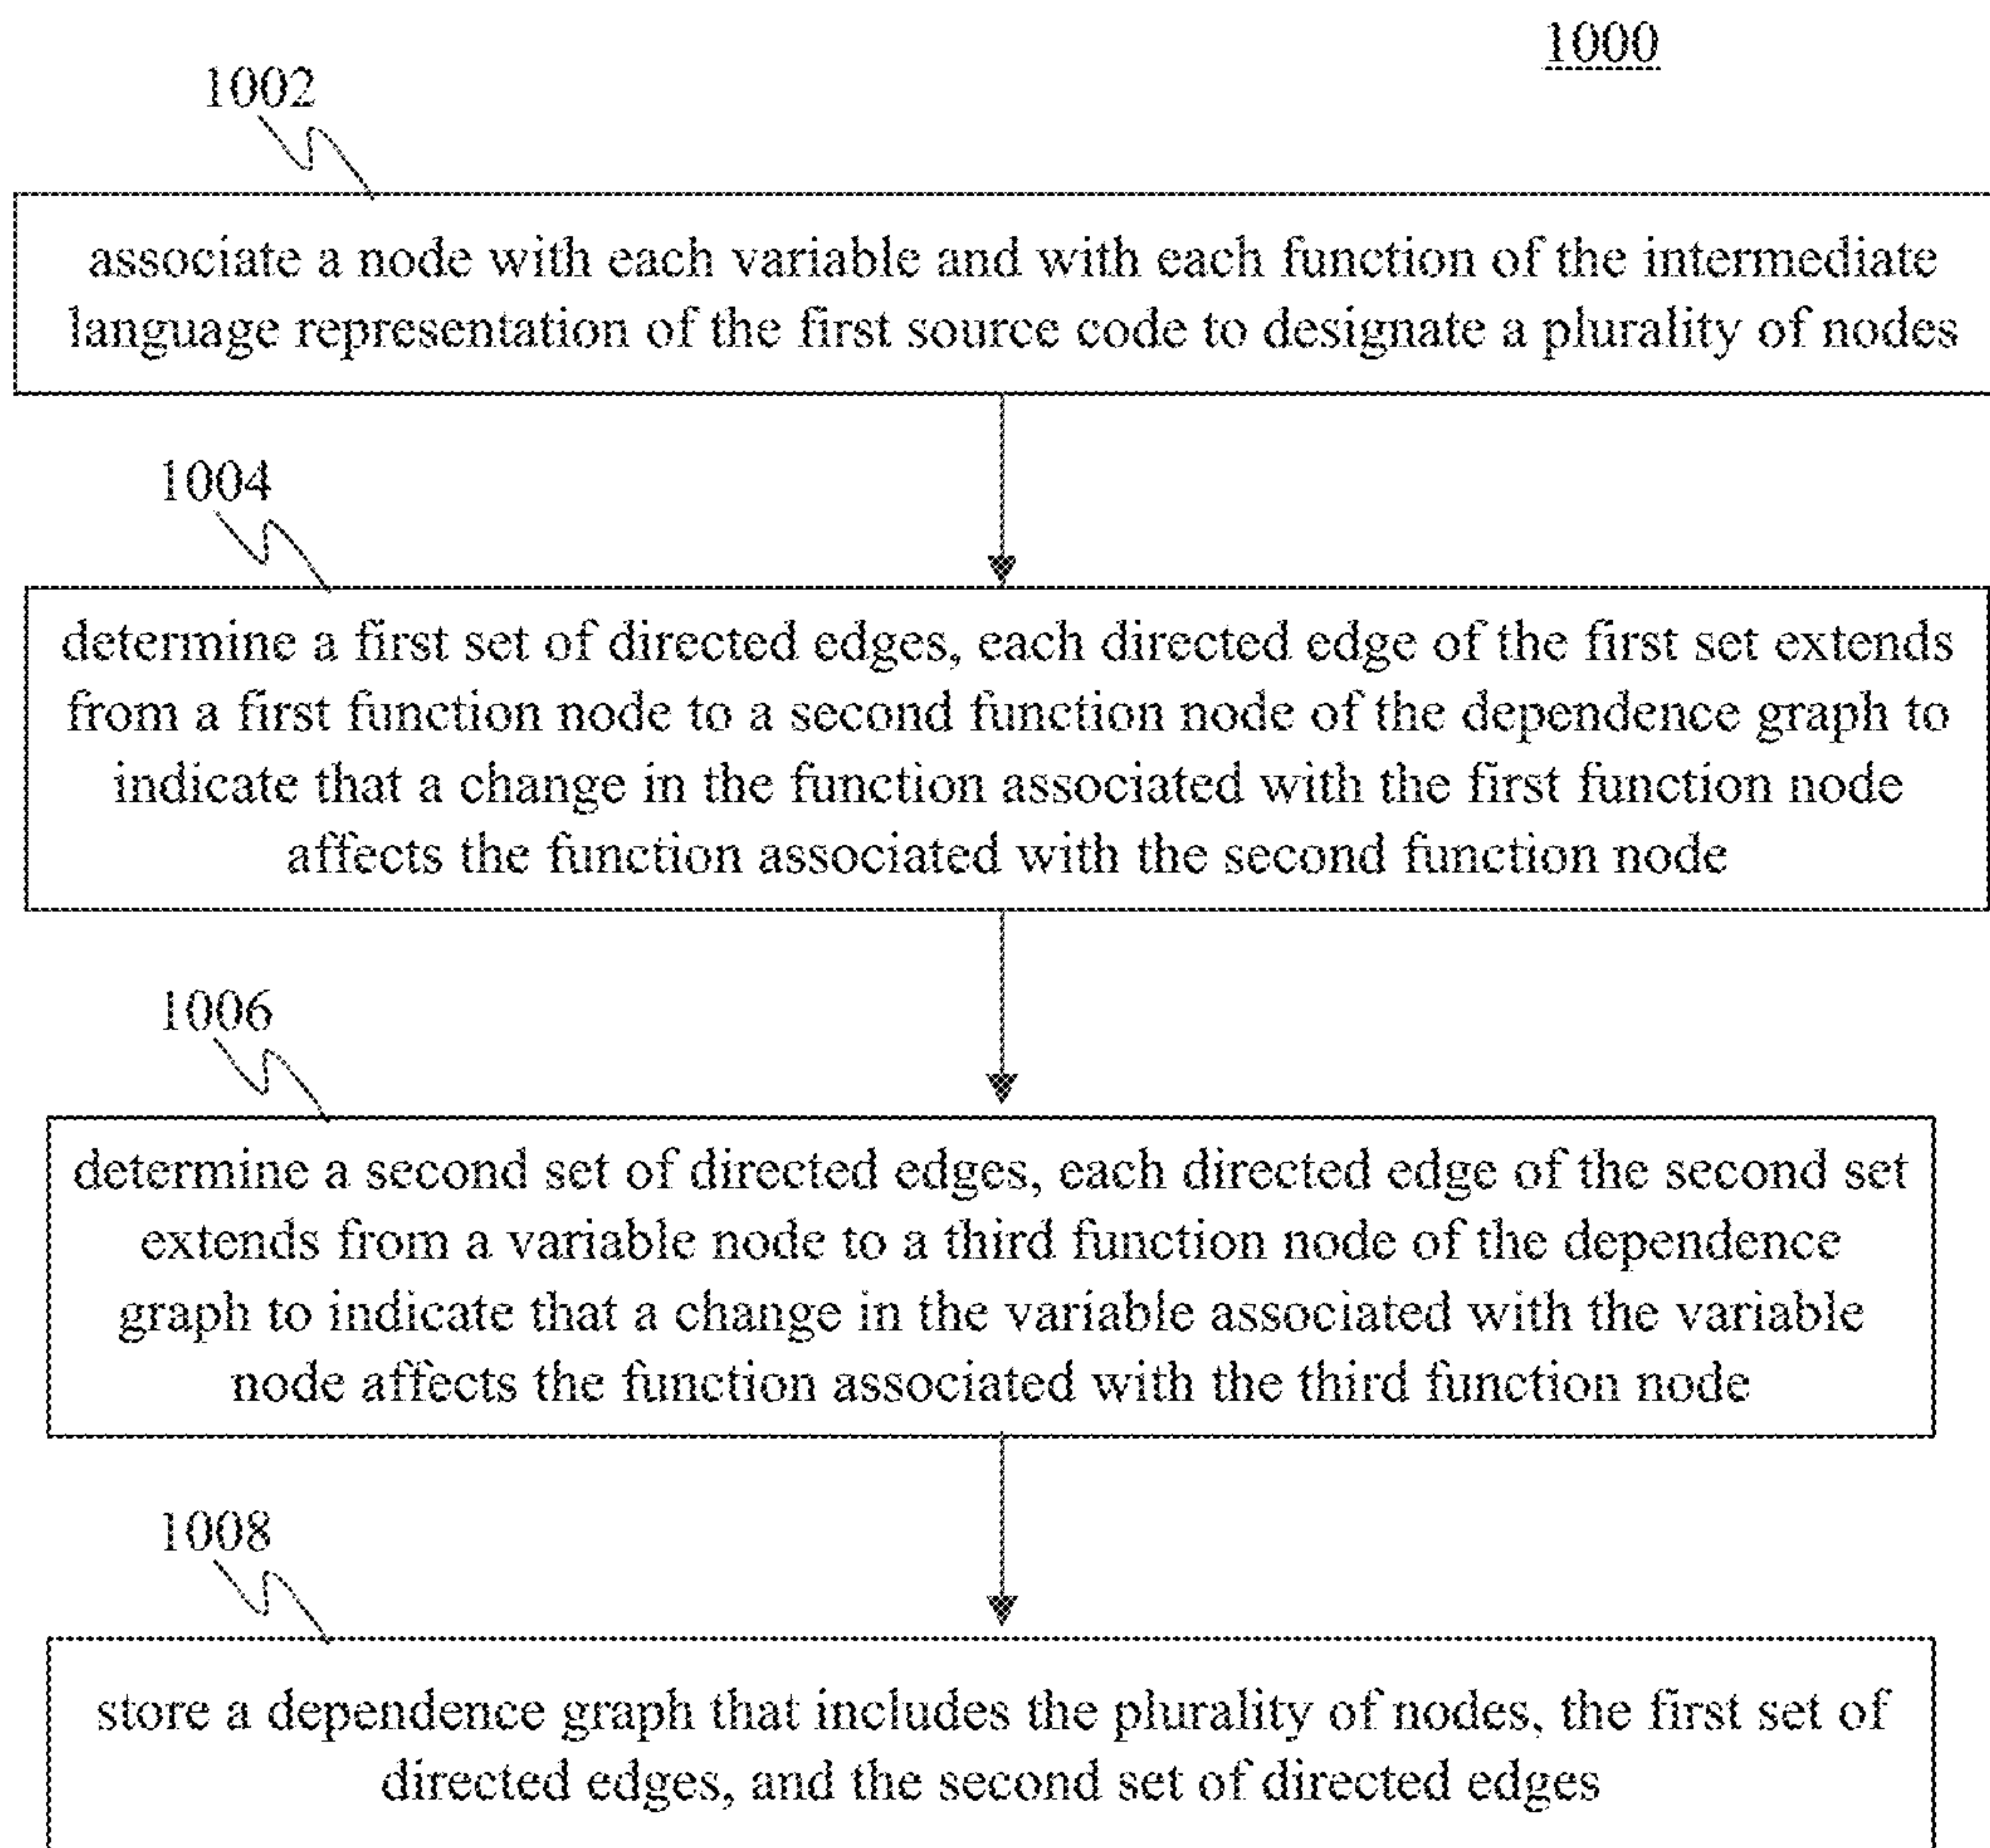 1000
1002
associate a node with each variable and with each function of the intermediate
language representation of the first source code to designate a plurality of nodes
1004
determine a first set of directed edges, each directed edge of the first set extends
from a first function node to a second function node of the dependence graph to
indicate that a change in the function associated with the first function node
affects the function associated with the second function node
1006
determine a second set of directed edges, each directed edge of the second set
extends from a variable node to a third function node of the dependence
graph to indicate that a change in the variable associated with the variable
node affects the function associated with the third function node
1008
store a dependence graph that includes the plurality of nodes, the first set of
directed edges, and the second set of directed edges